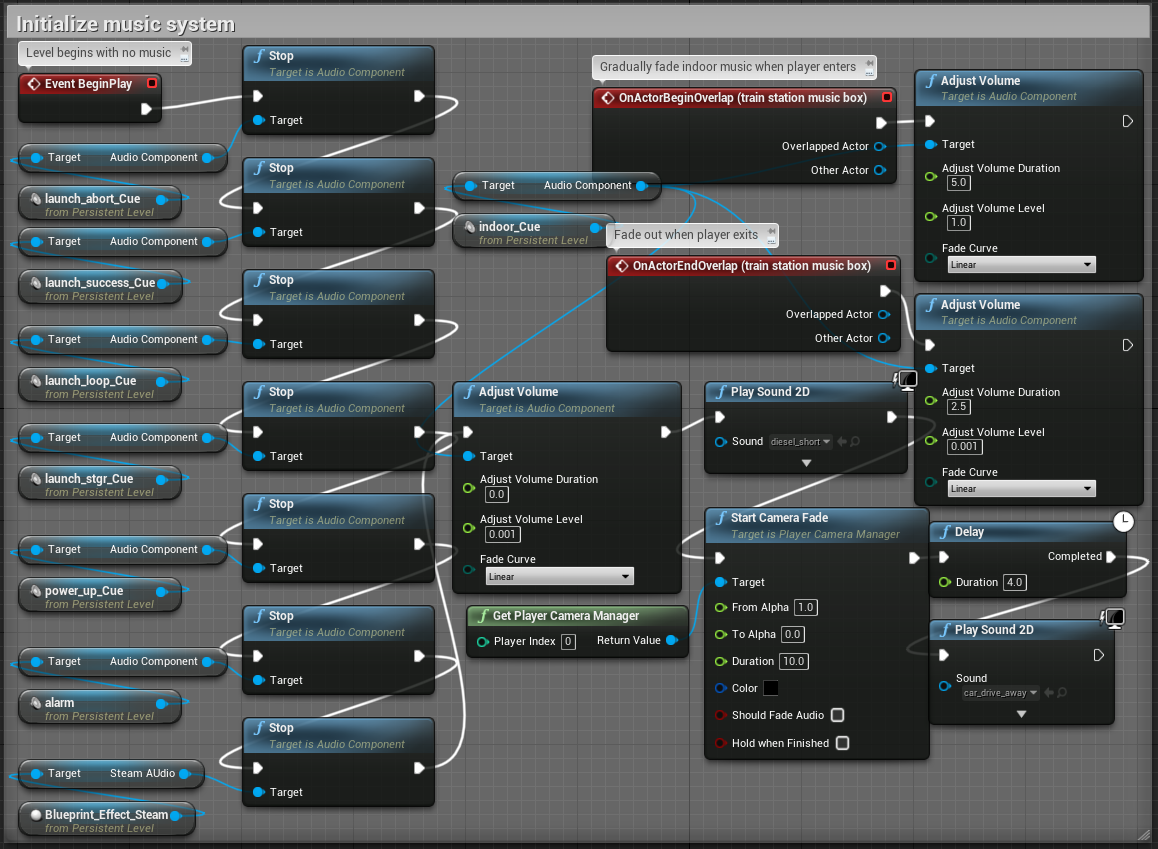 Initialize music system
Level begins with no music
Event BeginPlay
Target Audio Component
launch_abort_Cue
from Persistent Level
Target Audio Component
launch_success_Cue
from Persistent Level
Target Audio Component
launch_loop_Cue
from Persistent Level
Target Audio Component
launch_stgr_Cue
from Persistent Level
Target Audio Component
power_up_Cue
from Persistent Level
Target Audio Component
alarm
from Persistent Level
Target Steam AUdio
Blueprint_Effect_Steam
from Persistent Level
f Stop
Target is Audio Component
Target
f Stop
Target is Audio Component
Target
f Stop
Target is Audio Component
Target
f Stop
Target is Audio Component
Target
f Stop
Target is Audio Component
Target
f Stop
Target is Audio Component
Target
f Stop
Target is Audio Component
Target
Target Audio Component
indoor_Cue
from Persistent Level
Gradually fade indoor music when player enters
OnActorBeginOverlap (train station music box)
Overlapped Actor
Other Actor
Fade out when player exits
OnActorEndOverlap (train station music box)
Overlapped Actor
Other Actor
f Adjust Volume
Target is Audio Component
Target
Adjust Volume Duration
5.0
Adjust Volume Level
1.0
Fade Curve
Linear
f Adjust Volume
Target is Audio Component
Target
Adjust Volume Duration
2.5
Adjust Volume Level
0.001
Fade Curve
Linear
f Adjust Volume
Target is Audio Component
Target
Adjust Volume Duration
0.0
Adjust Volume Level
0.001
Fade Curve
Linear
f Get Player Camera Manager
Player Index 0 Return Value
f Play Sound 2D
Sound diesel_short
f Start Camera Fade
Target is Player Camera Manager
Target
From Alpha 1.0
To Alpha 0.0
Duration 10.0
Color
Should Fade Audio
Hold when Finished
f Delay
Completed
Duration 4.0
f Play Sound 2D
Sound
car_drive_away